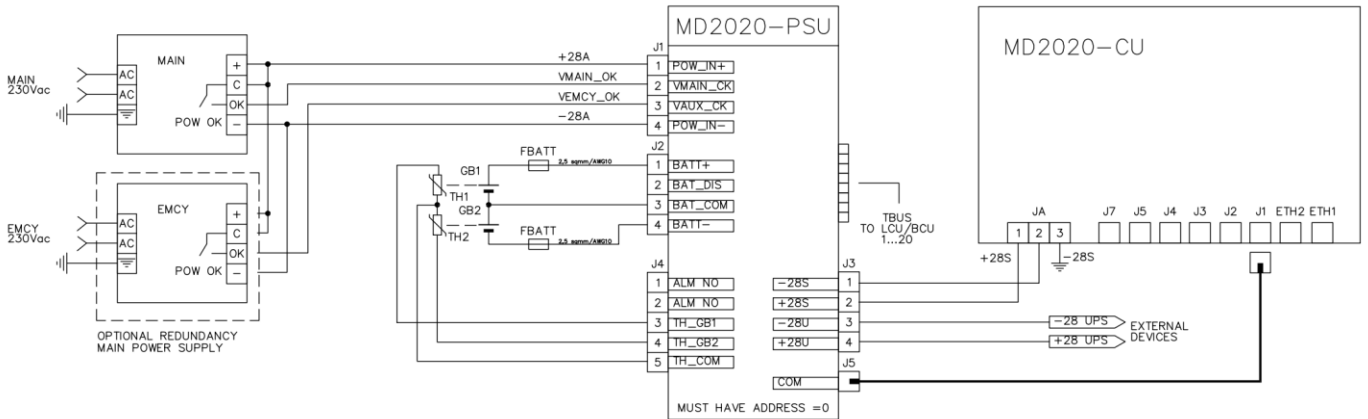 MAIN
230Vac
AC
AC
MAIN
POW OK
+
C
OK
−
EMCY
230Vac
AC
AC
EMCY
POW OK
+
C
OK
−
OPTIONAL REDUNDANCY
MAIN POWER SUPPLY
+28A
VMAIN_OK
VEMCY_OK
−28A
FBATT
2,5 sqmm/AWG10
GB1
TH1
GB2
TH2
FBATT
2,5 sqmm/AWG10
MD2020−PSU
J1
1 POW_IN+
2 VMAIN_CK
3 VAUX_CK
4 POW_IN−
J2
1 BATT+
2 BAT_DIS
3 BAT_COM
4 BATT−
J4
1 ALM NO
2 ALM NO
3 TH_GB1
4 TH_GB2
5 TH_COM
J3
−28S 1
+28S 2
−28U 3
+28U 4
J5
COM
MUST HAVE ADDRESS =0
TBUS
TO LCU/BCU
1...20
MD2020−CU
JA
1 2 3
+28S
−28S
J7 J5 J4 J3 J2 J1 ETH2 ETH1
−28 UPS
+28 UPS
EXTERNAL
DEVICES